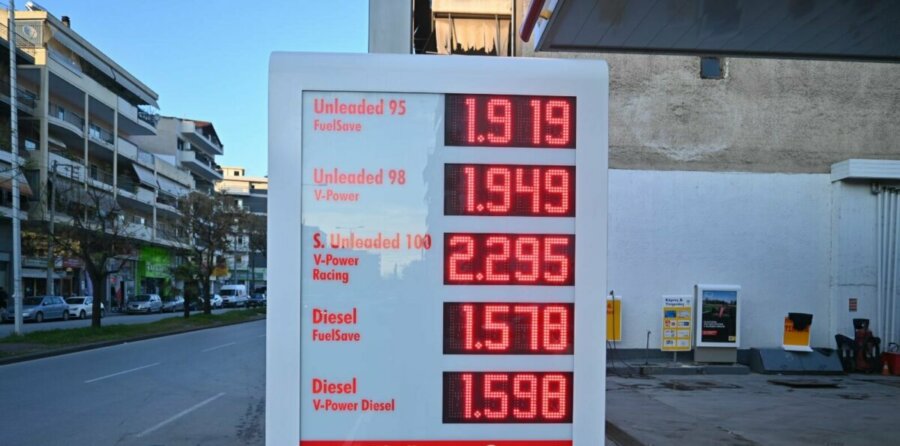 Unleaded 95
FuelSave
1.919
Unleaded 98
V-Power
1.949
S. Unleaded 100
V-Power
Racing
2.295
Diesel
FuelSave
1.578
Diesel
V-Power Diesel
1.598